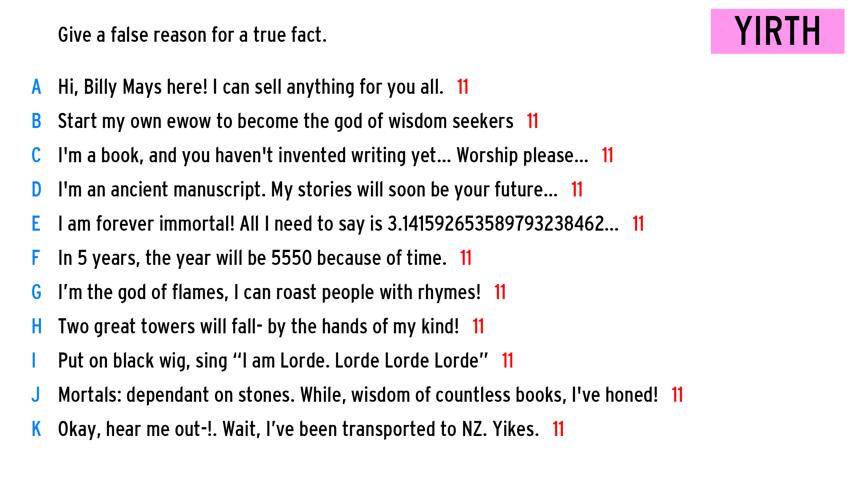 Give a false reason for a true fact.
YIRTH
A Hi, Billy Mays here! I can sell anything for you all. 11
B Start my own ewow to become the god of wisdom seekers 11
C I'm a book, and you haven't invented writing yet... Worship please... 11
D I'm an ancient manuscript. My stories will soon be your future... 11
E I am forever immortal! All I need to say is 3.141592653589793238462... 11
F In 5 years, the year will be 5550 because of time. 11
G I’m the god of flames, I can roast people with rhymes! 11
H Two great towers will fall- by the hands of my kind! 11
I Put on black wig, sing “I am Lorde. Lorde Lorde Lorde” 11
J Mortals: dependant on stones. While, wisdom of countless books, I've honed! 11
K Okay, hear me out-!. Wait, I’ve been transported to NZ. Yikes. 11